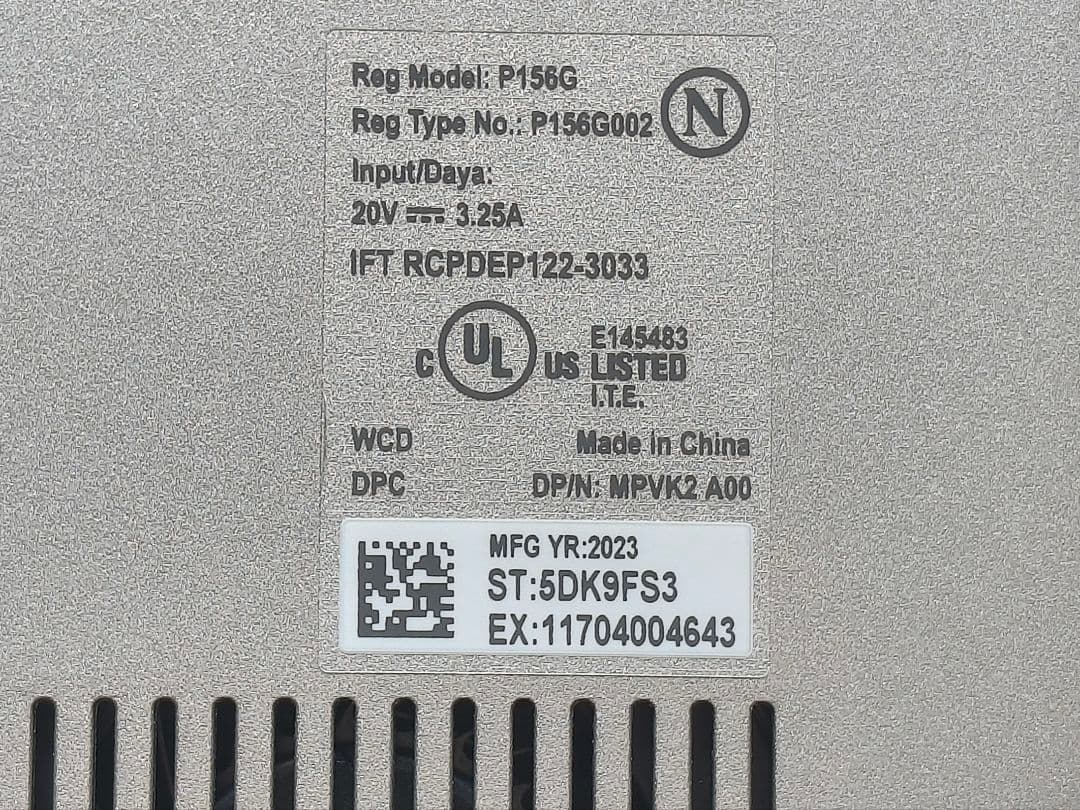 Reg Model: P156G
Reg Type No.: P156G002
N
Input/Daya:
20V ⎓ 3.25A
IFT RCPDEP122-3033
C UL US LISTED
E145483
I.T.E.
WCD Made in China
DPC DP/N: MPVK2 A00
MFG YR:2023
ST:5DK9FS3
EX:11704004643